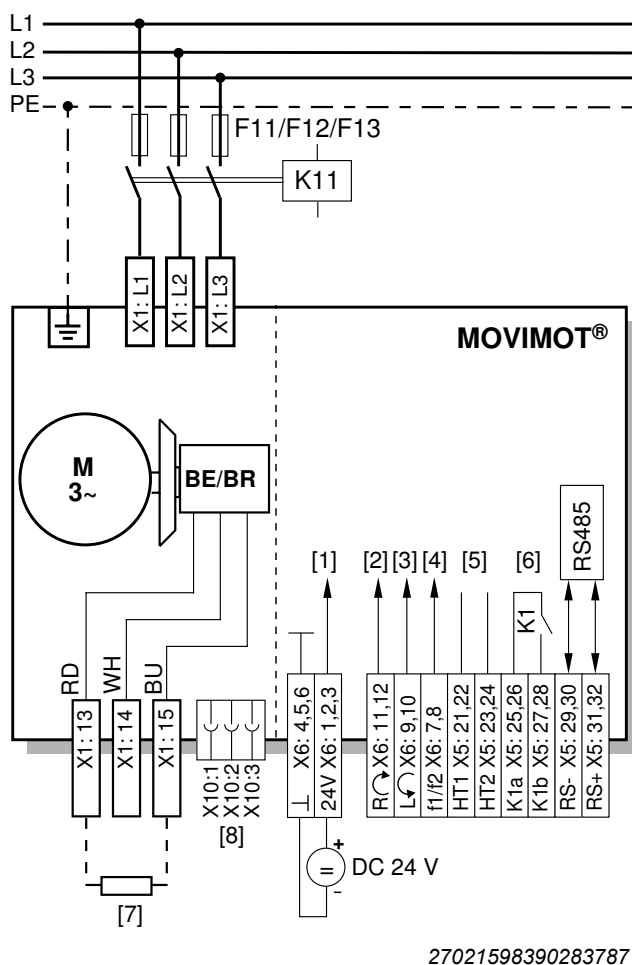 L1
L2
L3
PE
F11/F12/F13
K11
X1: L1
X1: L2
X1: L3
MOVIMOT®
M
3~
BE/BR
RS485
[1]
[2]
[3]
[4]
[5]
[6]
K1
RD
WH
BU
X1: 13
X1: 14
X1: 15
X10:1
X10:2
X10:3
[8]
⊥ X6: 4,5,6
24V X6: 1,2,3
R X6: 11,12
L X6: 9,10
f1/f2 X6: 7,8
HT1 X5: 21,22
HT2 X5: 23,24
K1a X5: 25,26
K1b X5: 27,28
RS- X5: 29,30
RS+ X5: 31,32
+
=
-
DC 24 V
[7]
27021598390283787